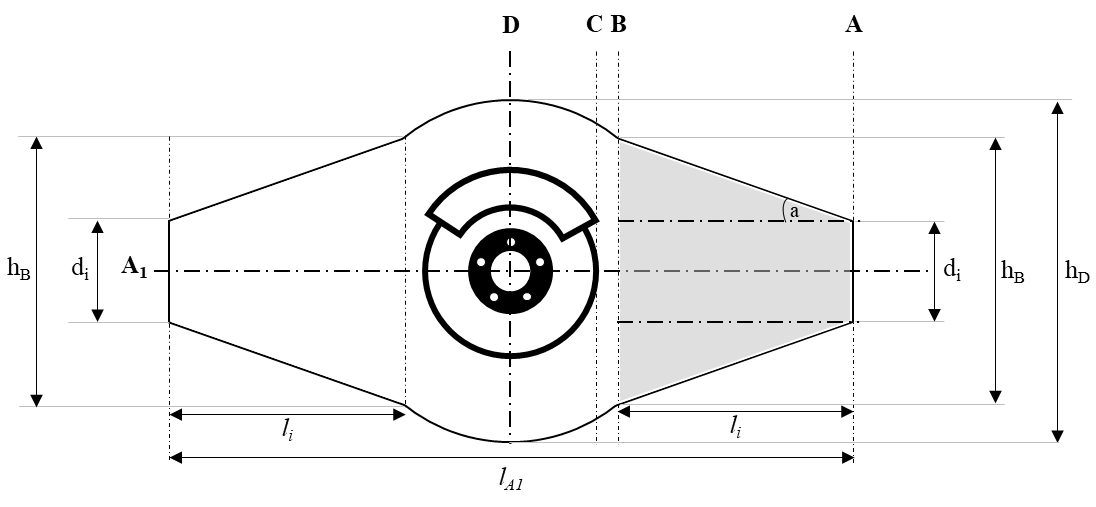 D C B A
a
h_B d_i A_1 d_i h_B h_D
l_i l_i
l_A1